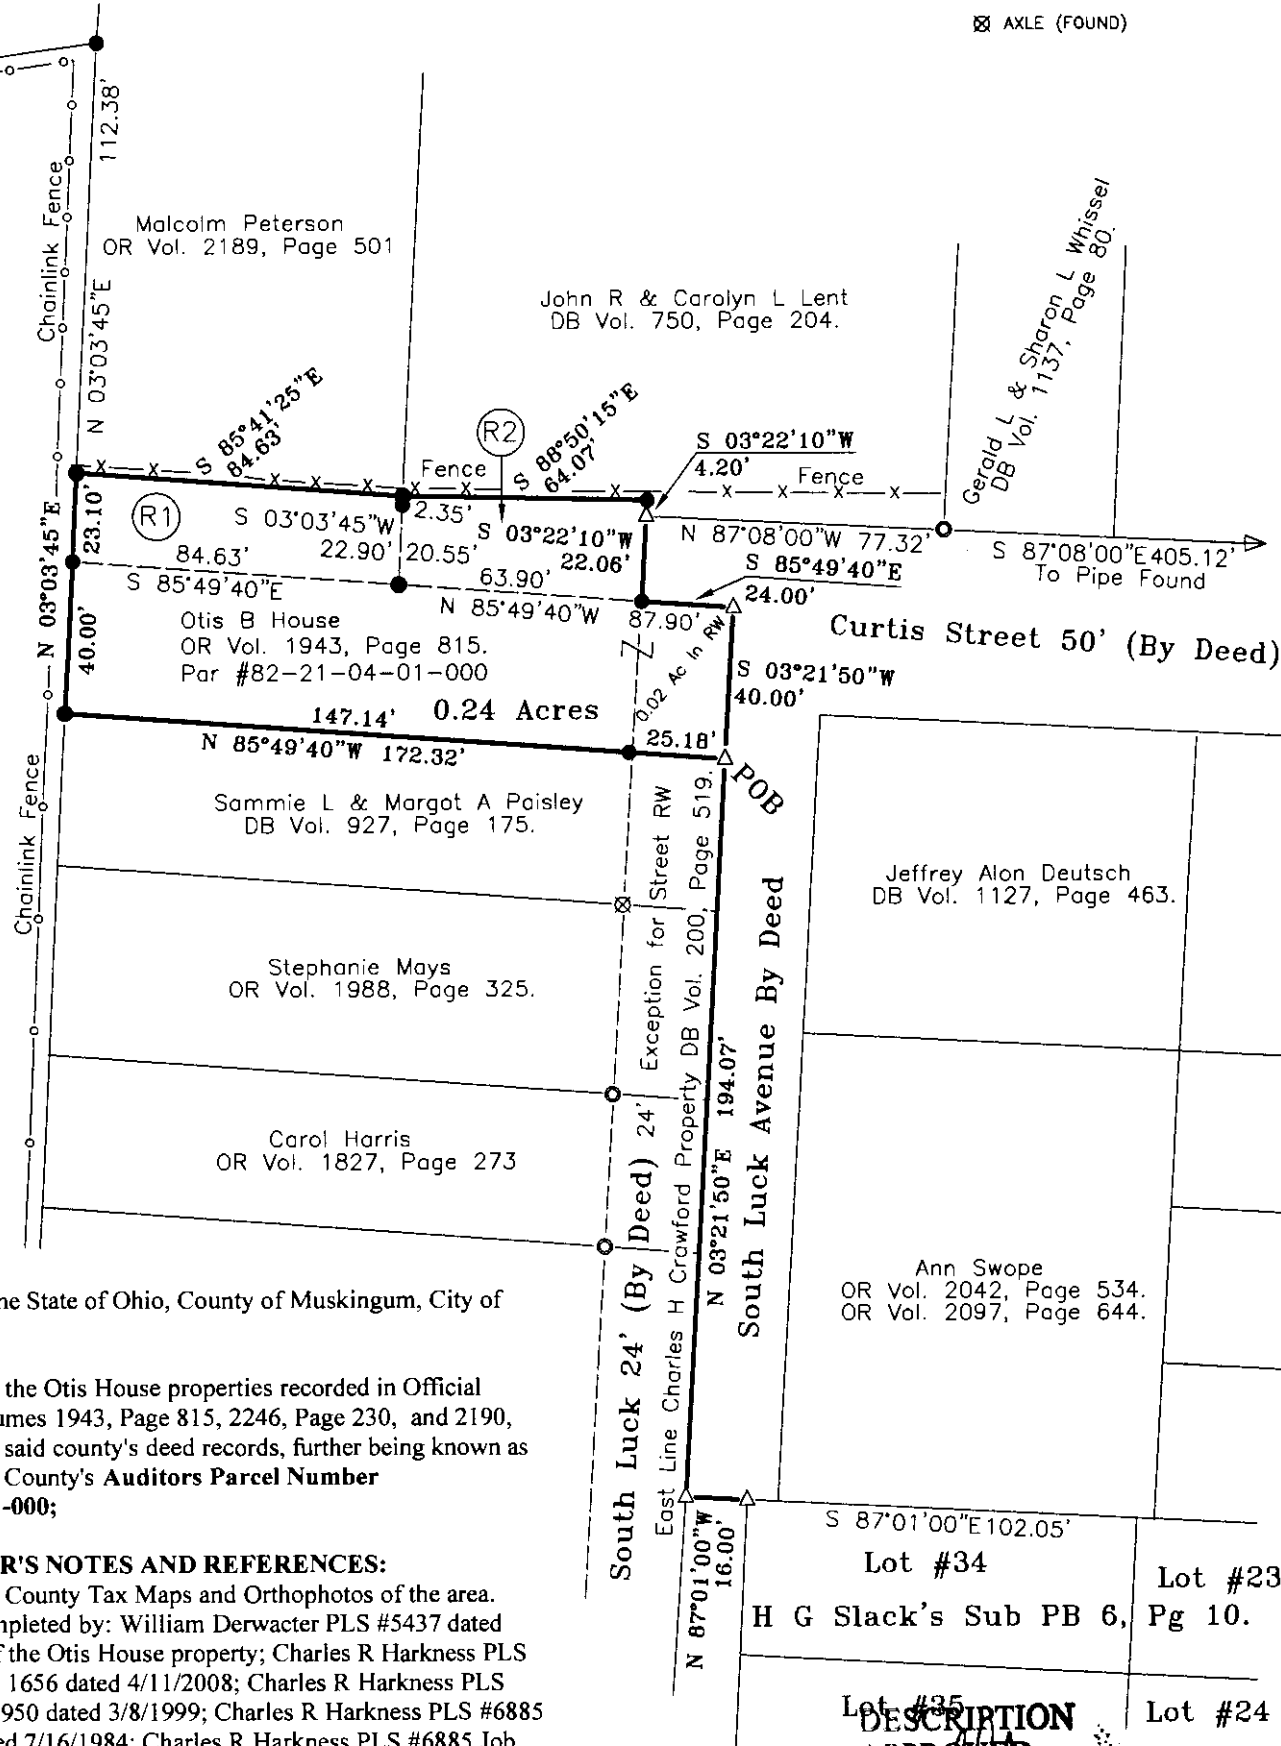 AXLE (FOUND)
112.38'
Chainlink Fence
N 03°03'45"E
Malcolm Peterson
OR Vol. 2189, Page 501
John R & Carolyn L Lent
DB Vol. 750, Page 204.
Gerald L & Sharon L Whissel
DB Vol. 1137, Page 80.
S 85°41'25"E
84.63'
R2
S 88°50'15"E
64.07'
Fence
S 03°22'10"W
4.20'
Fence
N 03°03'45"E
23.10'
R1
S 03°03'45"W
22.90'
2.35'
20.55'
S 03°22'10"W
22.06'
N 87°08'00"W 77.32'
S 87°08'00"E 405.12'
To Pipe Found
84.63'
S 85°49'40"E
63.90'
N 85°49'40"W
87.90'
S 85°49'40"E
24.00'
Curtis Street 50' (By Deed)
40.00'
Otis B House
OR Vol. 1943, Page 815.
Par #82-21-04-01-000
0.02 Ac In RW
S 03°21'50"W
40.00'
147.14'
0.24 Acres
N 85°49'40"W 172.32'
25.18'
POB
Chainlink Fence
Sammie L & Margot A Paisley
DB Vol. 927, Page 175.
Stephanie Mays
OR Vol. 1988, Page 325.
Carol Harris
OR Vol. 1827, Page 273
24' Exception for Street RW
East Line Charles H Crawford Property DB Vol. 200, Page 519.
N 03°21'50"E 194.07'
South Luck 24' (By Deed)
South Luck Avenue By Deed
Jeffrey Alon Deutsch
DB Vol. 1127, Page 463.
Ann Swope
OR Vol. 2042, Page 534.
OR Vol. 2097, Page 644.
N 87°01'00"W
16.00'
S 87°01'00"E 102.05'
Lot #34
Lot #23
H G Slack's Sub PB 6, Pg 10.
Lot #35
Lot #24
DESCRIPTION
ne State of Ohio, County of Muskingum, City of
the Otis House properties recorded in Official
umes 1943, Page 815, 2246, Page 230, and 2190,
said county's deed records, further being known as
County's Auditors Parcel Number
-000;
R'S NOTES AND REFERENCES:
County Tax Maps and Orthophotos of the area.
npleted by: William Derwacter PLS #5437 dated
f the Otis House property; Charles R Harkness PLS
1656 dated 4/11/2008; Charles R Harkness PLS
950 dated 3/8/1999; Charles R Harkness PLS #6885
ed 7/16/1984; Charles R Harkness PLS #6885 Job